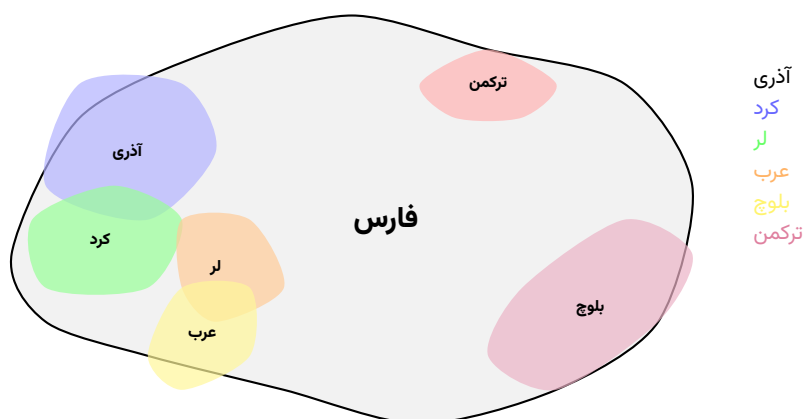 ترکمن
آذری
فارس
کرد
لر
بلوچ
عرب
آذری
کرد
لر
عرب
بلوچ
ترکمن